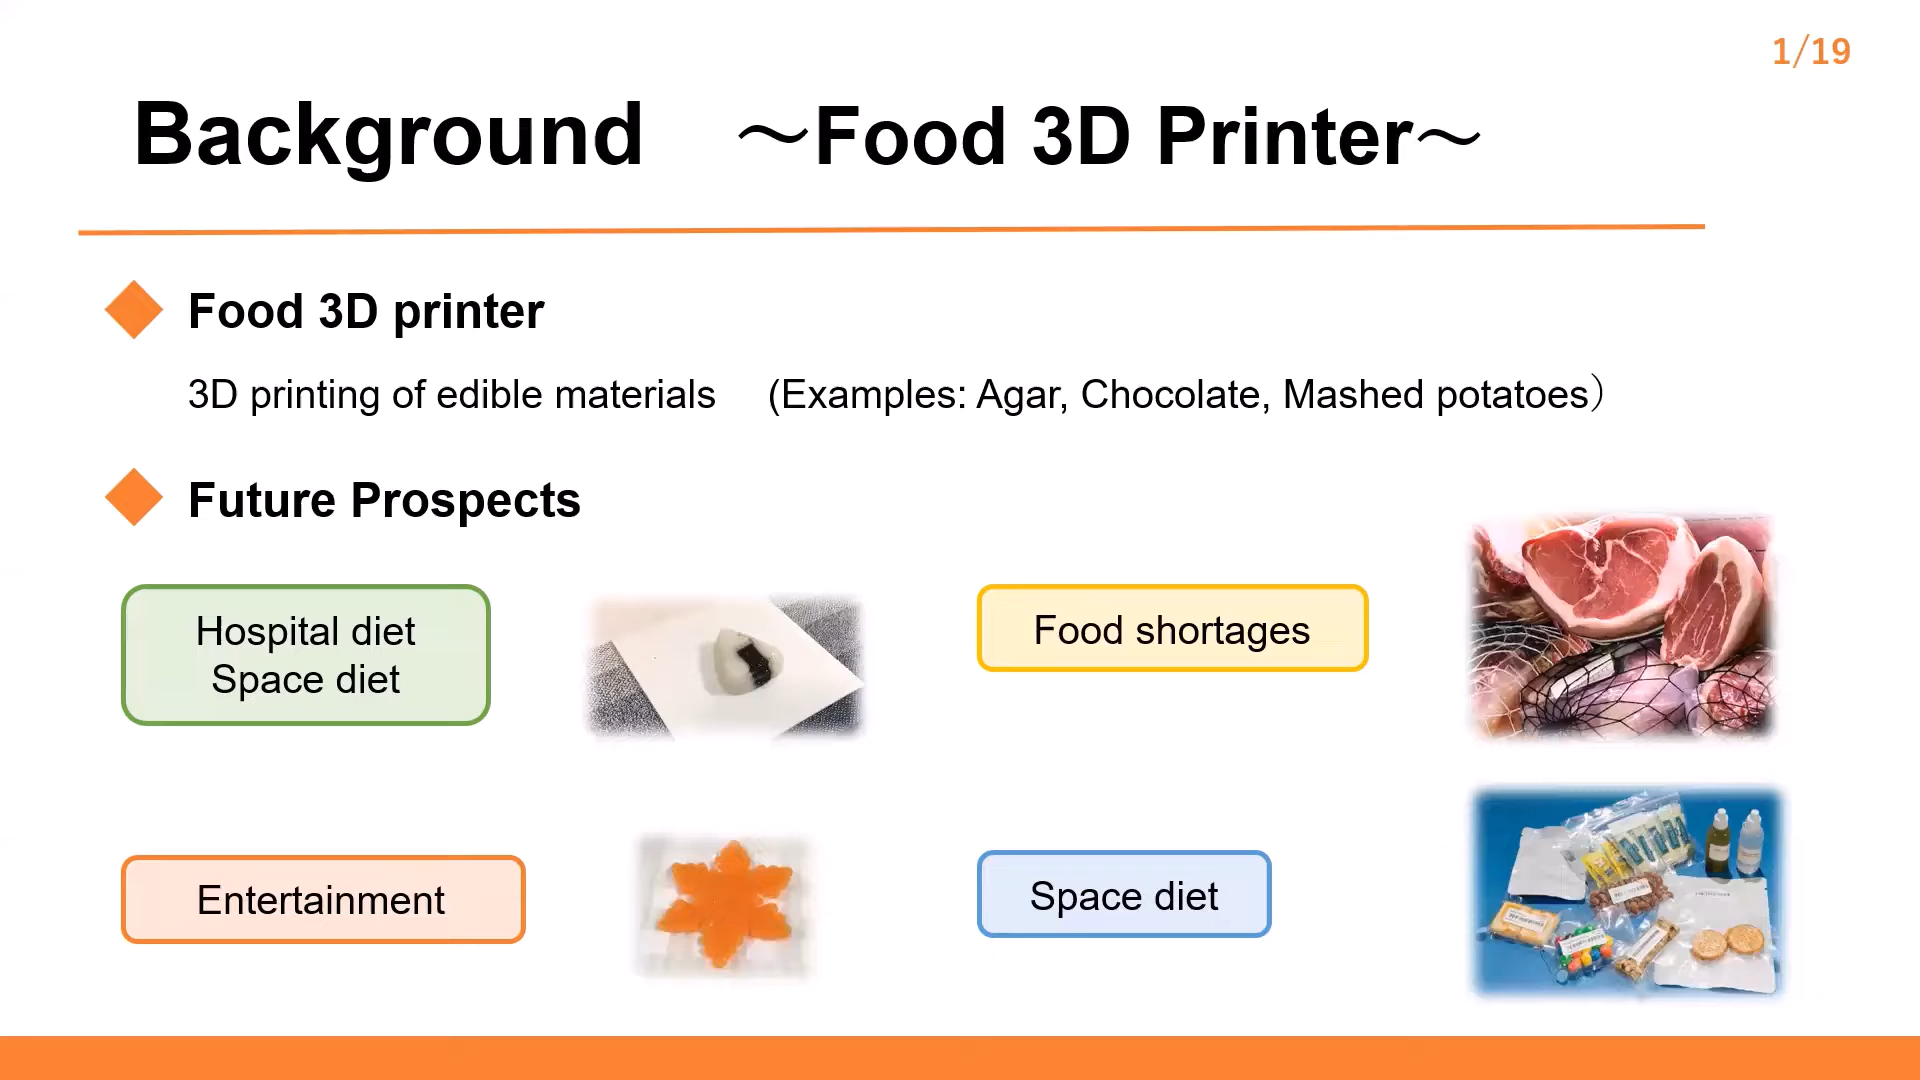 1/19
Background　～Food 3D Printer～
Food 3D printer
3D printing of edible materials　(Examples: Agar, Chocolate, Mashed potatoes）
Future Prospects
Hospital diet
Space diet
Food shortages
Entertainment
Space diet